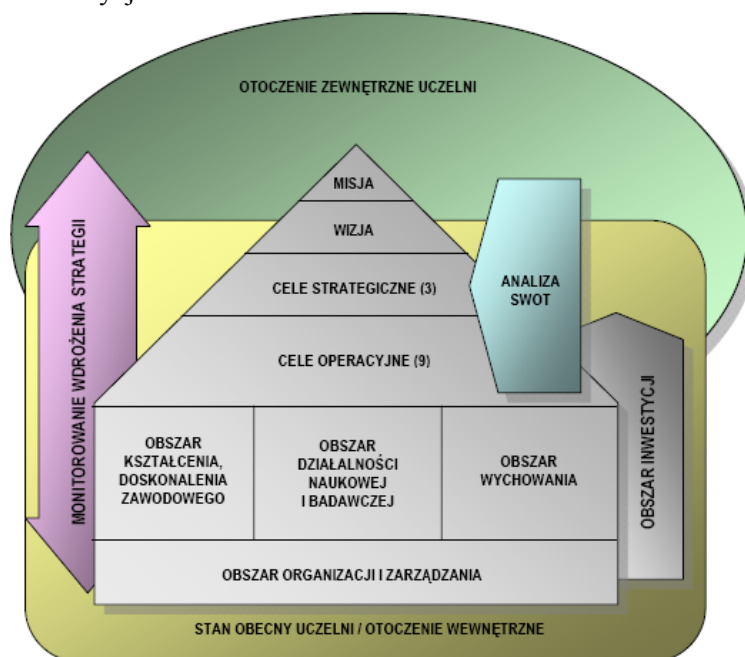 OTOCZENIE ZEWNĘTRZNE UCZELNI
MISJA
WIZJA
CELE STRATEGICZNE (3)
CELE OPERACYJNE (9)
ANALIZA
SWOT
MONITOROWANIE WDROŻENIA STRATEGII
OBSZAR
KSZTAŁCENIA,
DOSKONALENIA
ZAWODOWEGO
OBSZAR
DZIAŁALNOŚCI
NAUKOWEJ
I BADAWCZEJ
OBSZAR
WYCHOWANIA
OBSZAR INWESTYCJI
OBSZAR ORGANIZACJI I ZARZĄDZANIA
STAN OBECNY UCZELNI / OTOCZENIE WEWNĘTRZNE